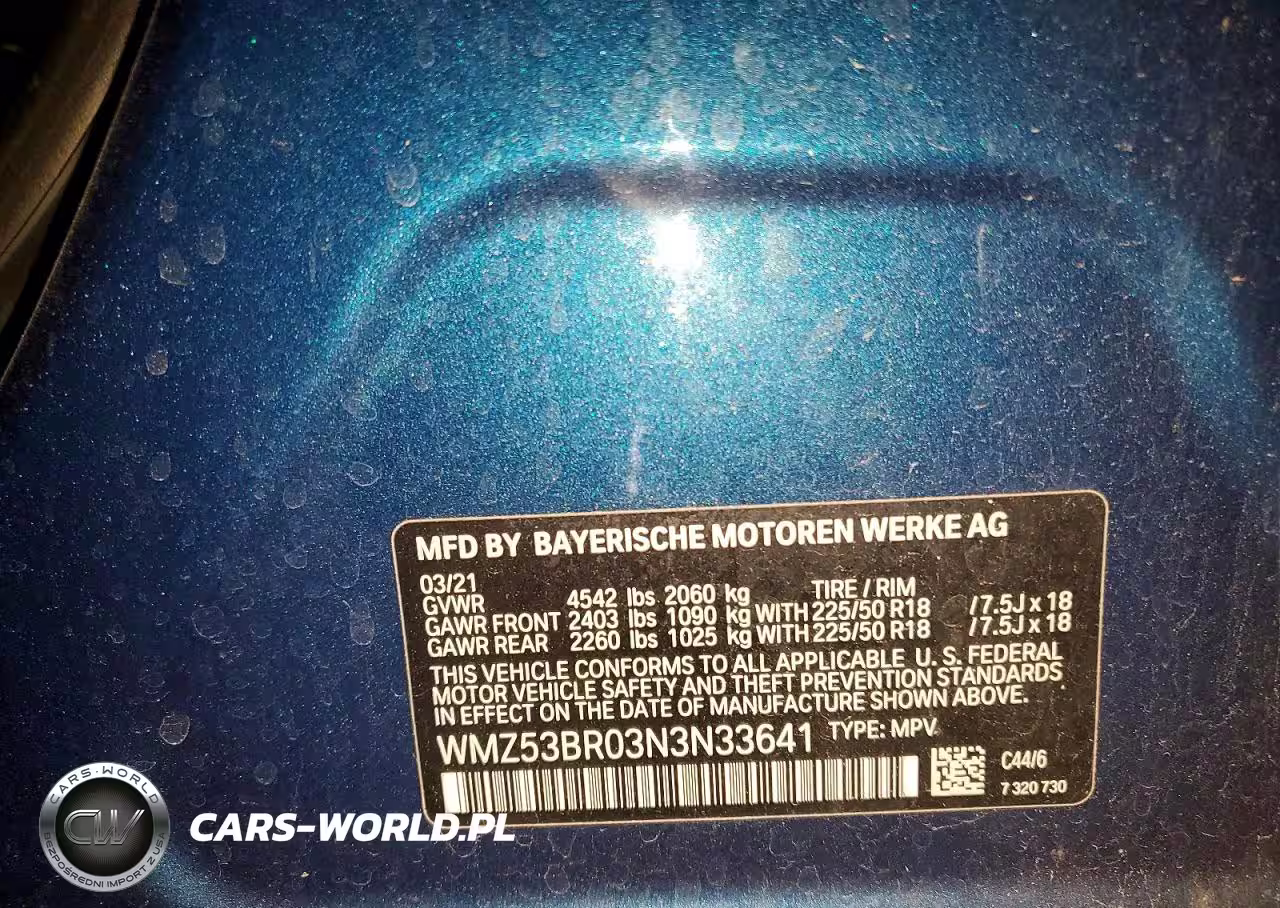 MFD BY BAYERISCHE MOTOREN WERKE AG
03/21 TIRE / RIM
GVWR 4542 lbs 2060 kg
GAWR FRONT 2403 lbs 1090 kg WITH 225/50 R18 /7.5J x 18
GAWR REAR 2260 lbs 1025 kg WITH 225/50 R18 /7.5J x 18
THIS VEHICLE CONFORMS TO ALL APPLICABLE U. S. FEDERAL
MOTOR VEHICLE SAFETY AND THEFT PREVENTION STANDARDS
IN EFFECT ON THE DATE OF MANUFACTURE SHOWN ABOVE.
WMZ53BR03N3N33641 TYPE: MPV
C44/6
7 320 730
CARS-WORLD
CW
BEZPOŚREDNI IMPORT Z USA
CARS-WORLD.PL